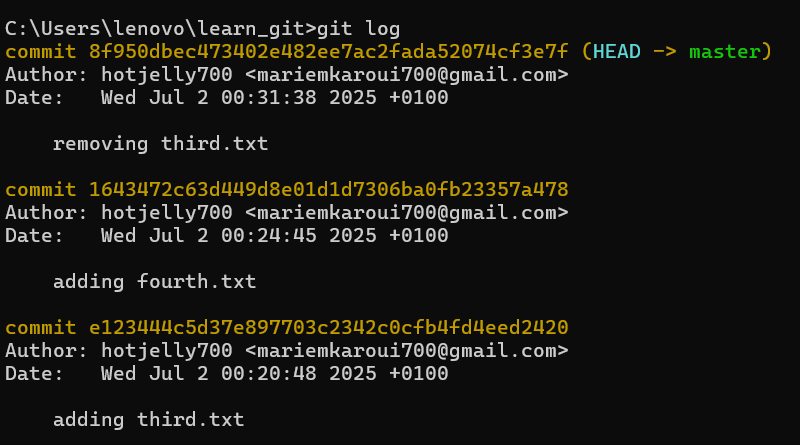 C:\Users\lenovo\learn_git>git log
commit 8f950dbec473402e482ee7ac2fada52074cf3e7f (HEAD -> master)
Author: hotjelly700 <mariemkaroui700@gmail.com>
Date:   Wed Jul 2 00:31:38 2025 +0100
    removing third.txt
commit 1643472c63d449d8e01d1d7306ba0fb23357a478
Author: hotjelly700 <mariemkaroui700@gmail.com>
Date:   Wed Jul 2 00:24:45 2025 +0100
    adding fourth.txt
commit e123444c5d37e897703c2342c0cfb4fd4eed2420
Author: hotjelly700 <mariemkaroui700@gmail.com>
Date:   Wed Jul 2 00:20:48 2025 +0100
    adding third.txt